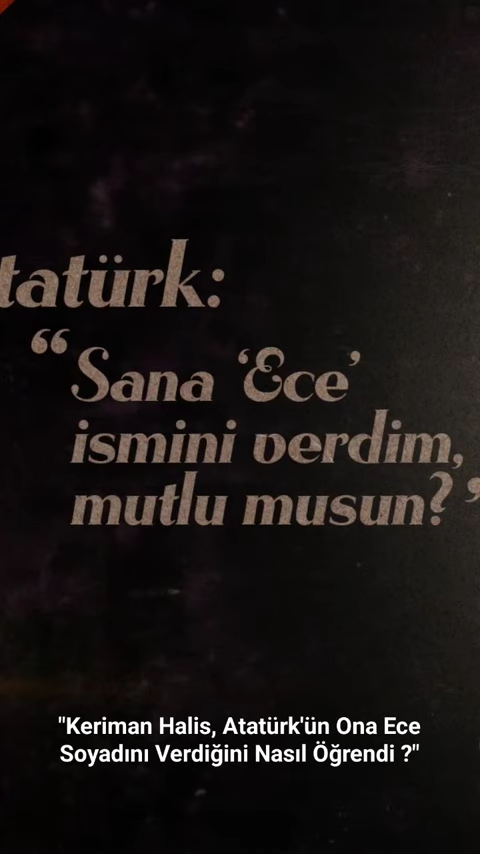 tatürk:
“Sana ‘Ece’
ismini verdim,
mutlu musun?”
"Keriman Halis, Atatürk'ün Ona Ece
Soyadını Verdiğini Nasıl Öğrendi ?"